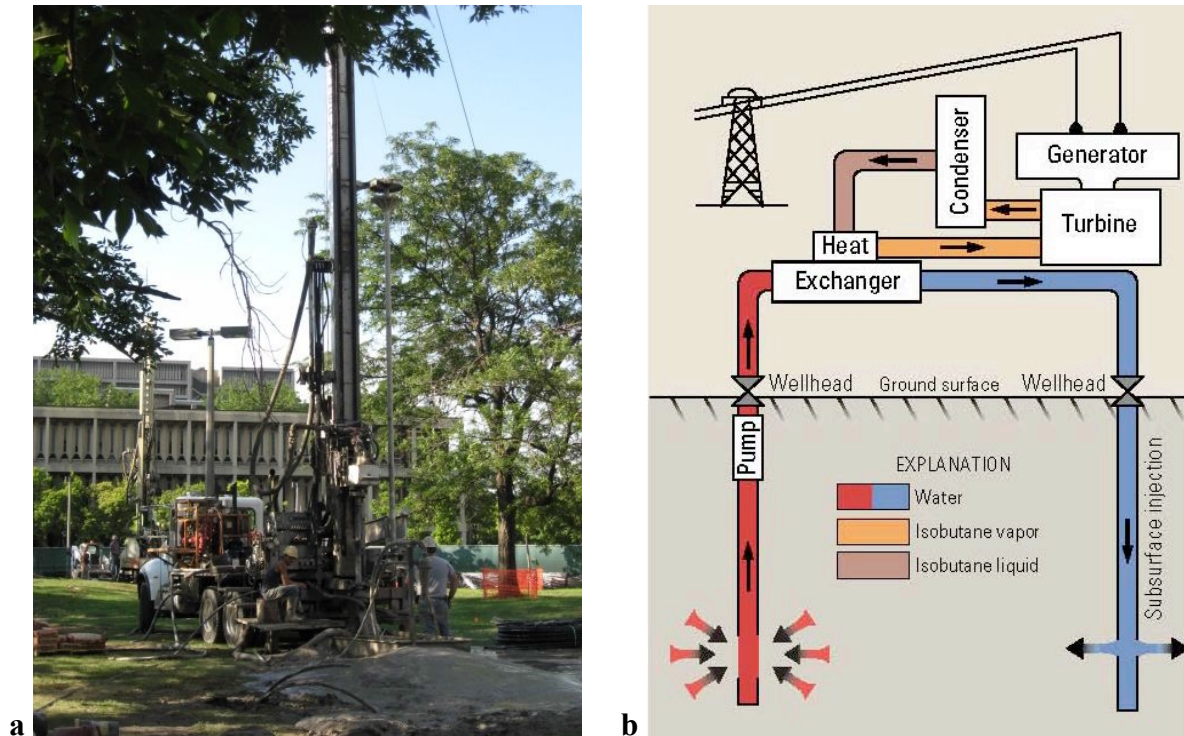 a
b
Condenser
Generator
Turbine
Heat
Exchanger
Wellhead
Ground surface
Wellhead
Pump
EXPLANATION
Water
Isobutane vapor
Isobutane liquid
Subsurface injection